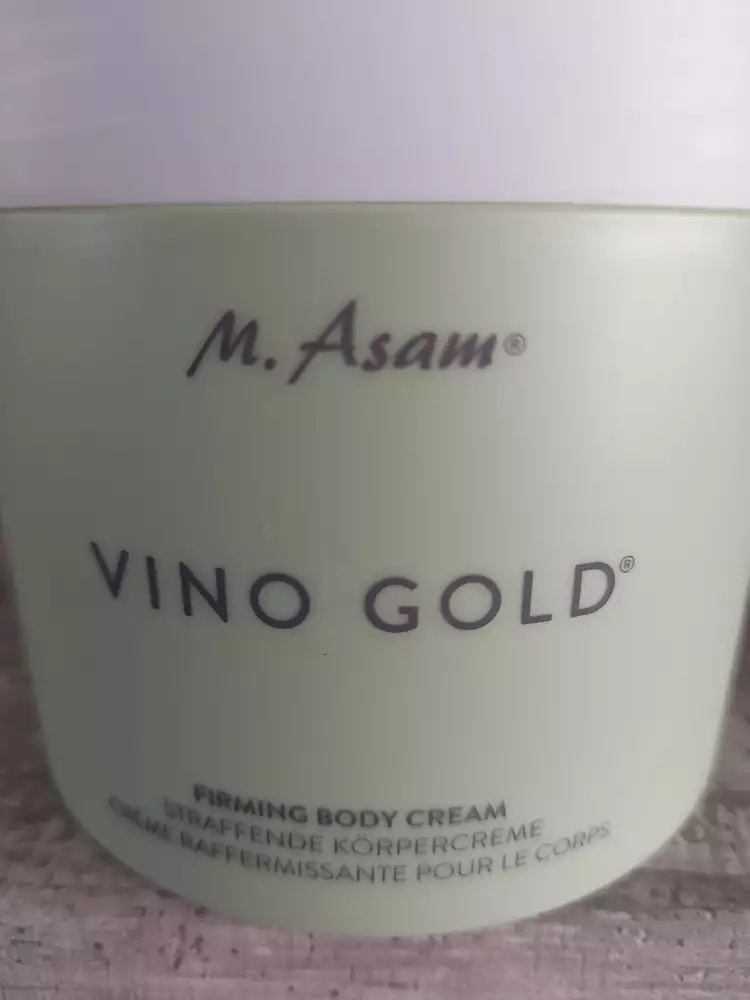 M. Asam®
VINO GOLD®
FIRMING BODY CREAM
STRAFFENDE KÖRPERCREME
CRÈME RAFFERMISSANTE POUR LE CORPS